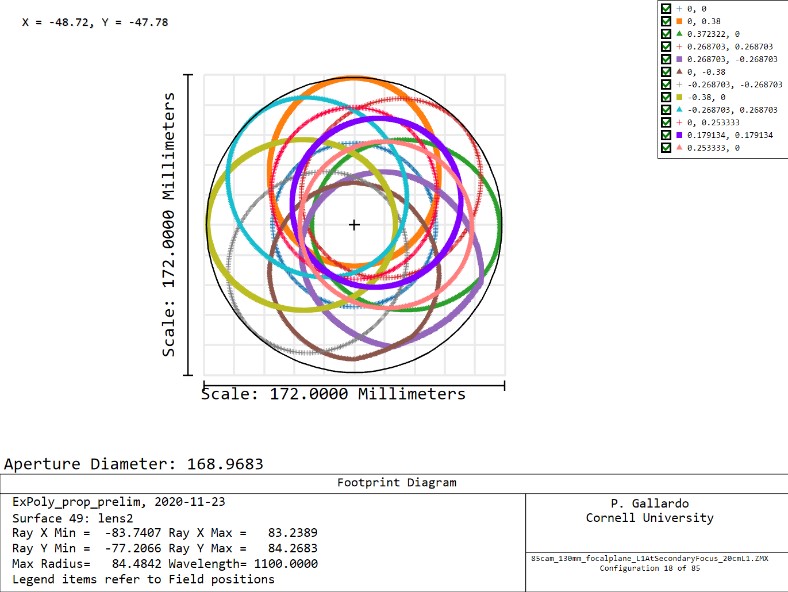 X = -48.72, Y = -47.78
0, 0
0, 0.38
0.372322, 0
0.268703, 0.268703
0.268703, -0.268703
0, -0.38
-0.268703, -0.268703
-0.38, 0
-0.268703, 0.268703
0, 0.253333
0.179134, 0.179134
0.253333, 0
Scale: 172.0000 Millimeters
Scale: 172.0000 Millimeters
Aperture Diameter: 168.9683
Footprint Diagram
ExPoly_prop_prelim, 2020-11-23
Surface 49: lens2
Ray X Min = -83.7407 Ray X Max = 83.2389
Ray Y Min = -77.2066 Ray Y Max = 84.2683
Max Radius= 84.4842 Wavelength= 1100.0000
Legend items refer to Field positions
P. Gallardo
Cornell University
85cam_130mm_focalplane_L1AtSecondaryFocus_20cmL1.ZMX
Configuration 18 of 85